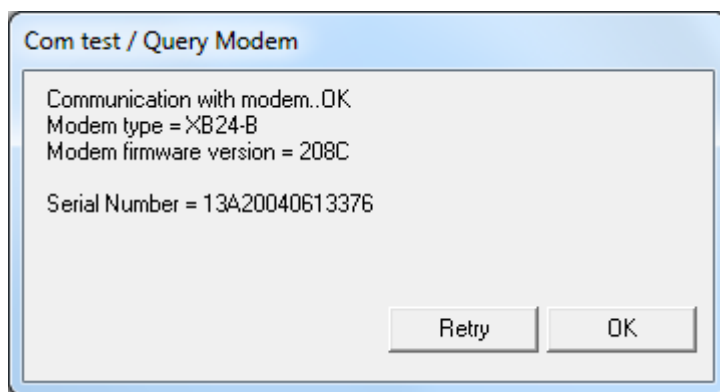 Com test / Query Modem
Communication with modem..OK
Modem type = XB24-B
Modem firmware version = 208C
Serial Number = 13A20040613376
Retry
OK